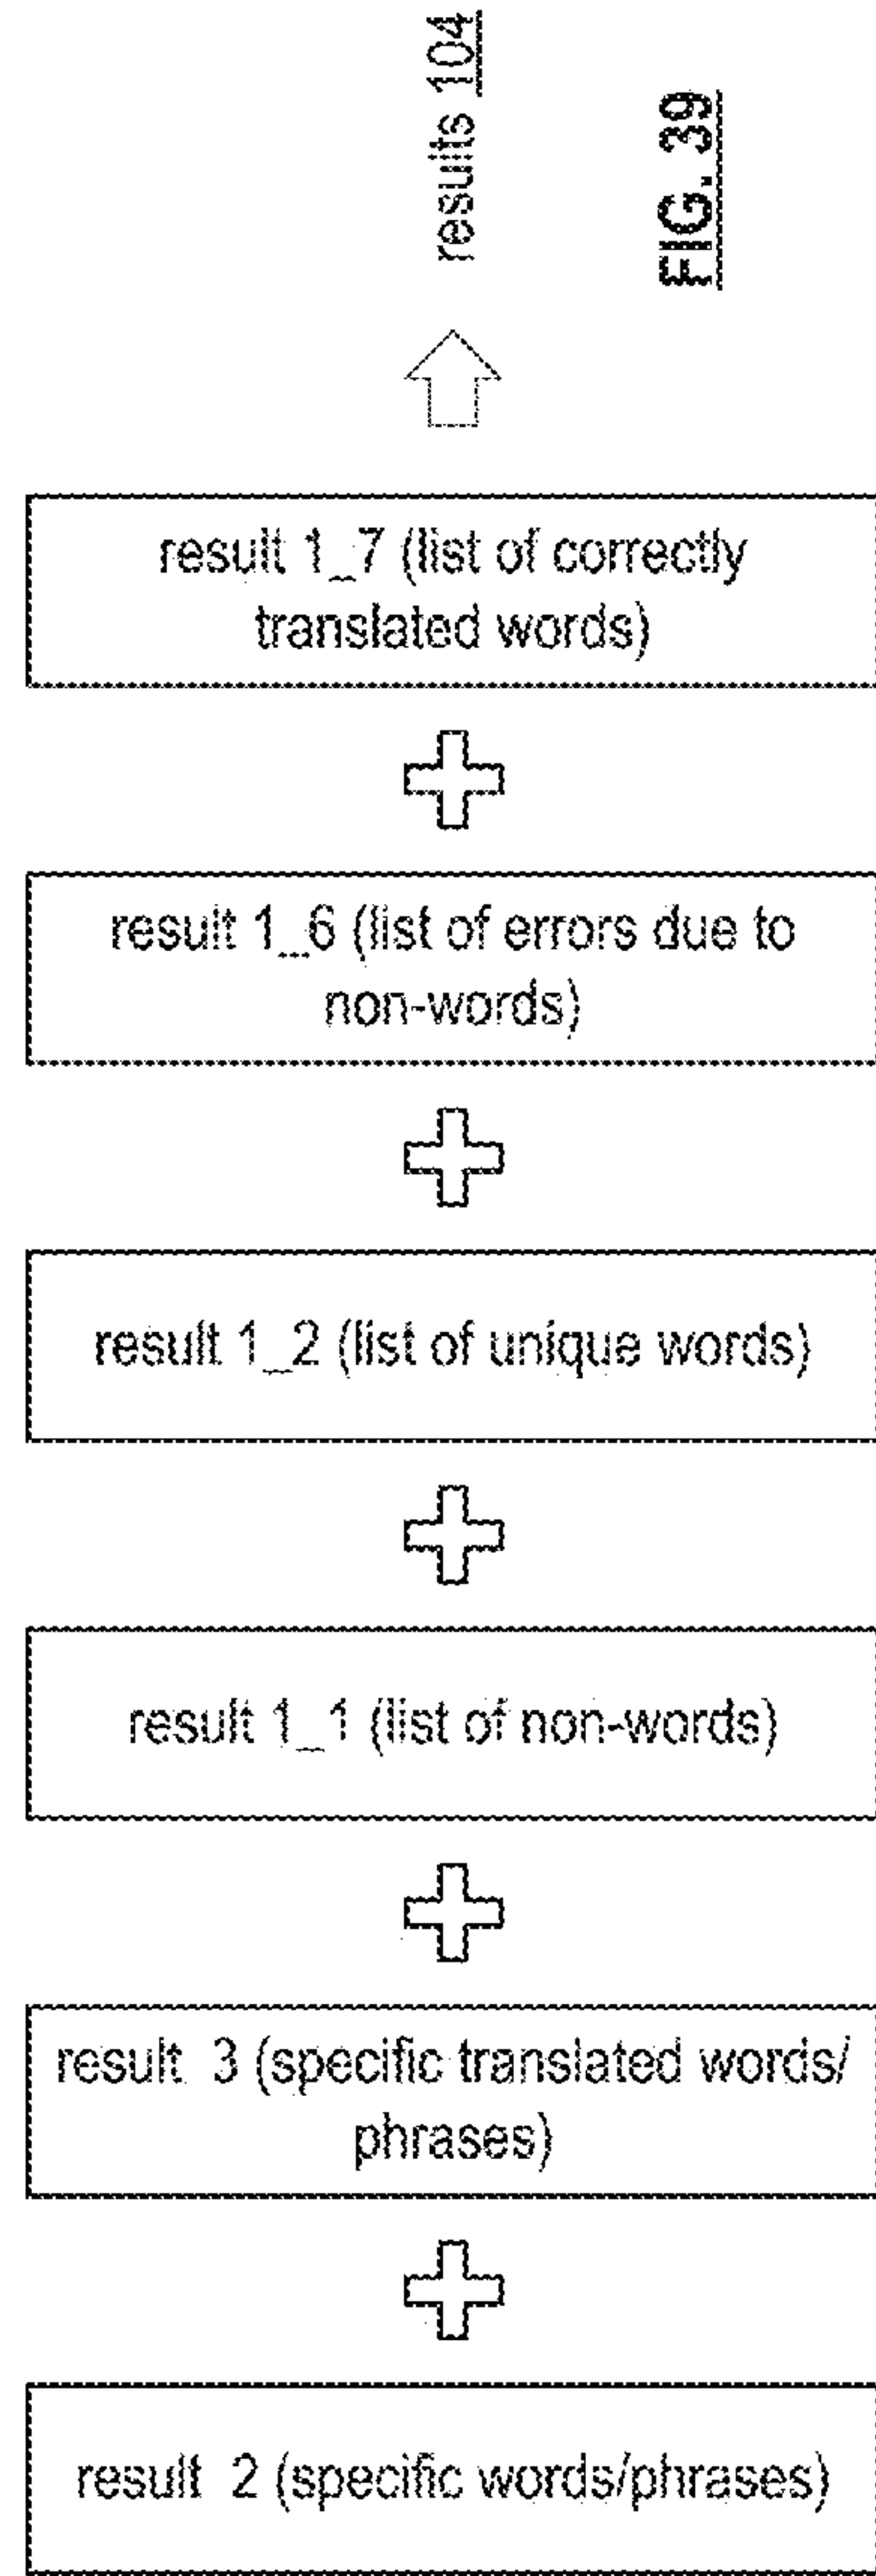 results 104
FIG. 39
result 1_7 (list of correctly
translated words)
result 1_6 (list of errors due to
non-words)
result 1_2 (list of unique words)
result 1_1 (list of non-words)
result 3 (specific translated words/
phrases)
result 2 (specific words/phrases)